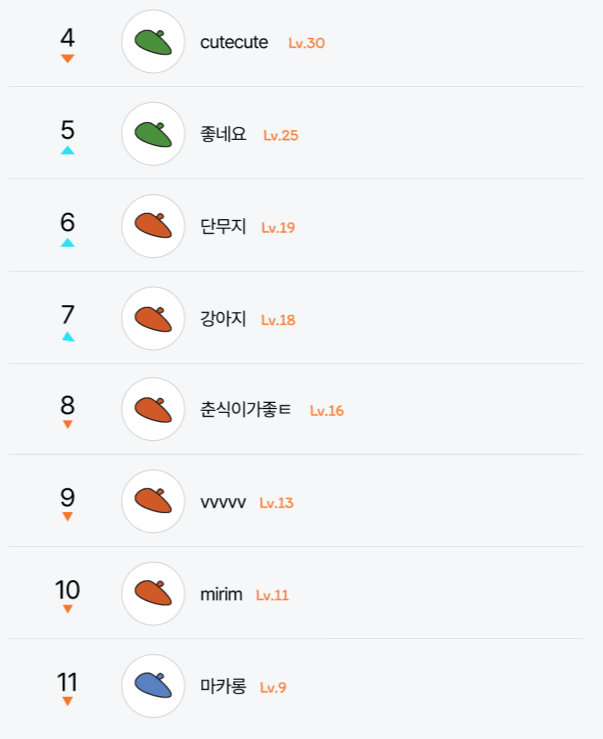 4 cutecute Lv.30
5 좋네요 Lv.25
6 단무지 Lv.19
7 강아지 Lv.18
8 춘식이가좋ㅌ Lv.16
9 vvvvv Lv.13
10 mirim Lv.11
11 마카롱 Lv.9